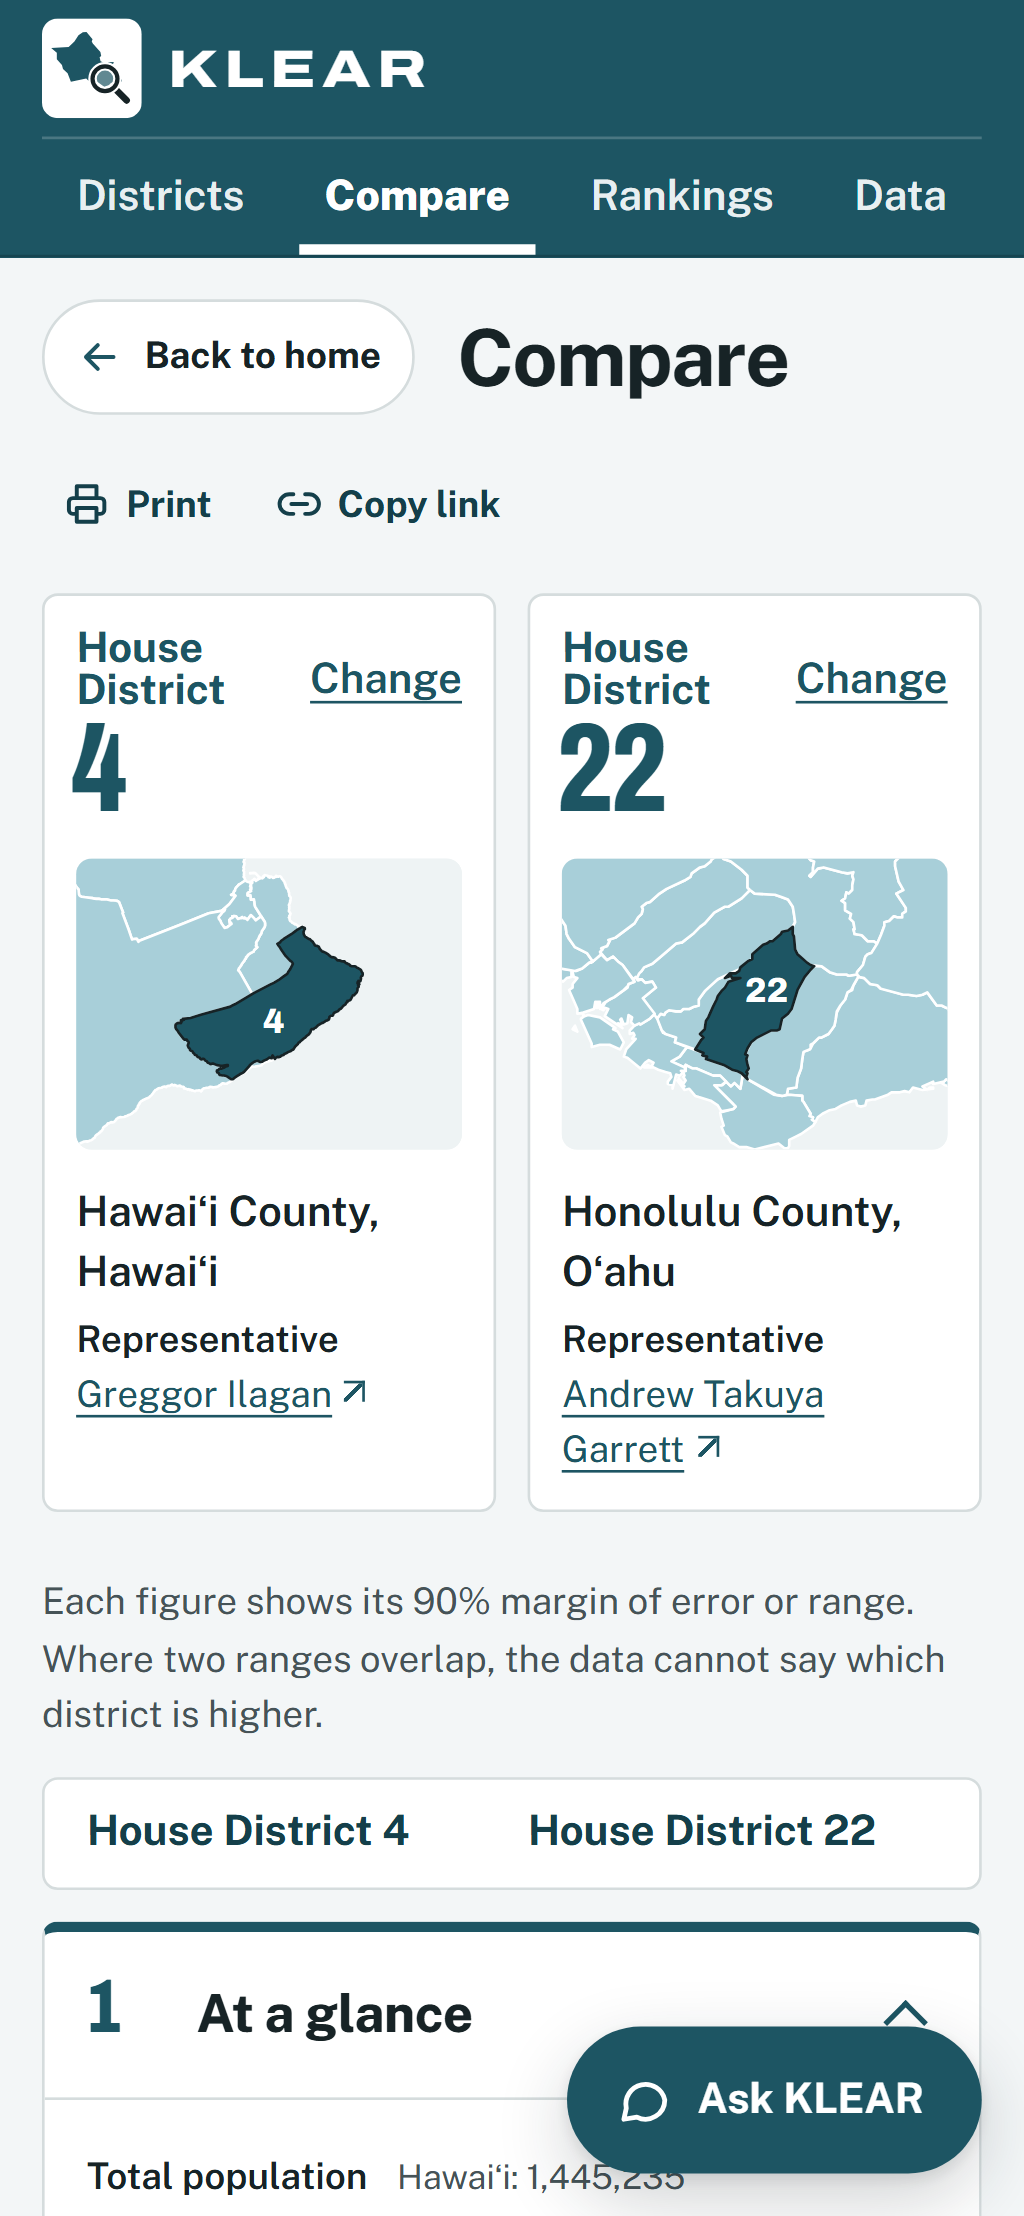 KLEAR
Districts Compare Rankings Data
Back to home
Compare
Print Copy link
House
District
4
Change
4
Hawaiʻi County,
Hawaiʻi
Representative
Greggor Ilagan
House
District
22
Change
22
Honolulu County,
Oʻahu
Representative
Andrew Takuya
Garrett
Each figure shows its 90% margin of error or range.
Where two ranges overlap, the data cannot say which
district is higher.
House District 4 House District 22
1 At a glance
Ask KLEAR
Total population Hawaiʻi: 1,445,235